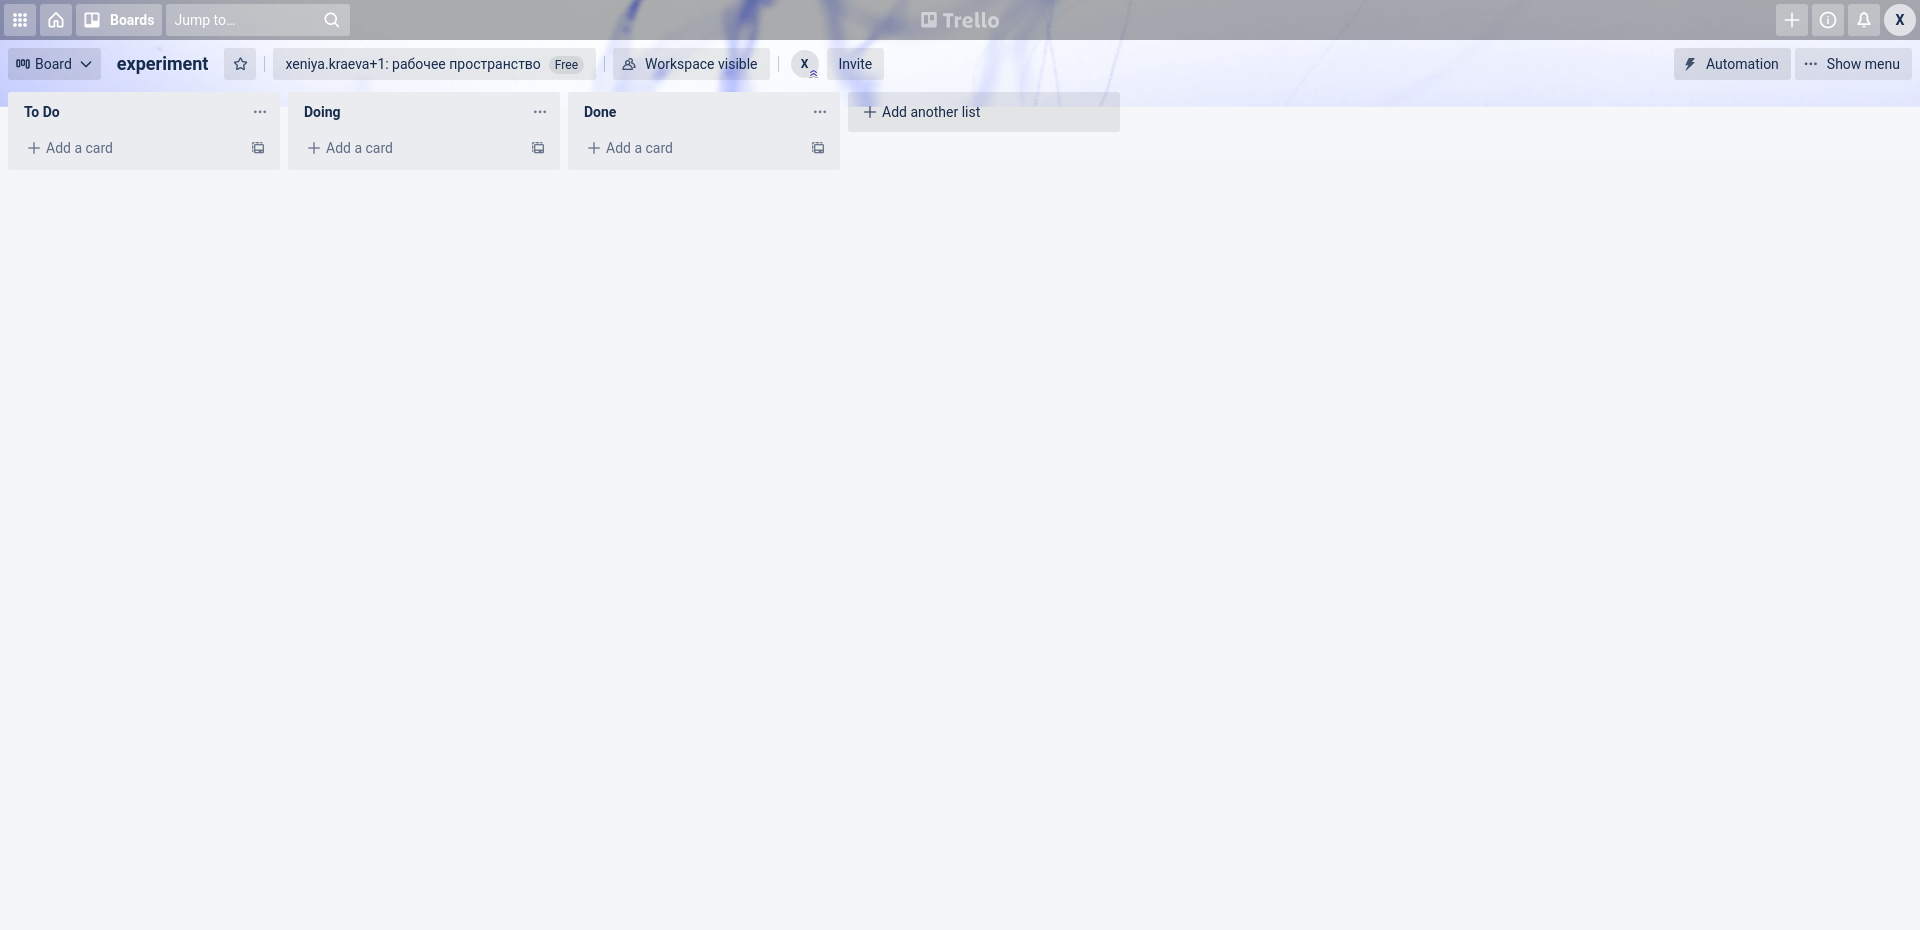 Boards Jump to... Trello X
Board experiment xeniya.kraeva+1: рабочее пространство Free Workspace visible X Invite Automation Show menu
To Do Doing Done Add another list
Add a card Add a card Add a card